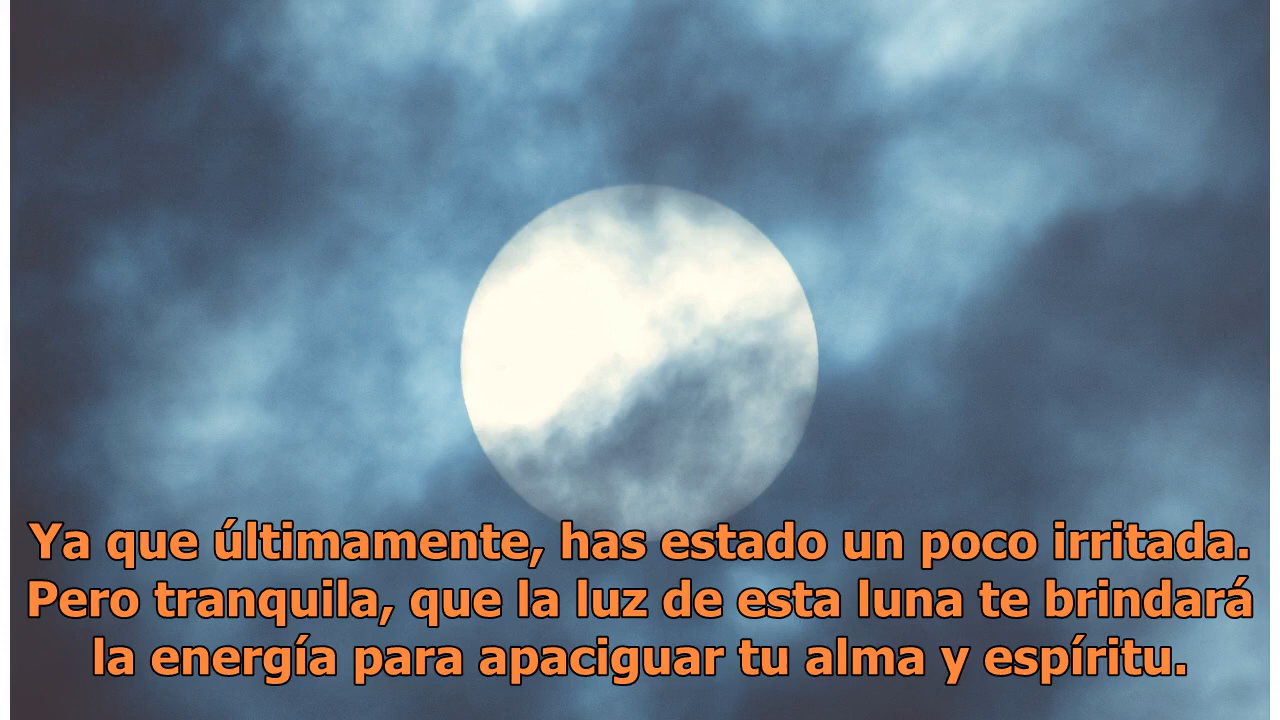 Ya que últimamente, has estado un poco irritada.
Pero tranquila, que la luz de esta luna te brindará
la energía para apaciguar tu alma y espíritu.